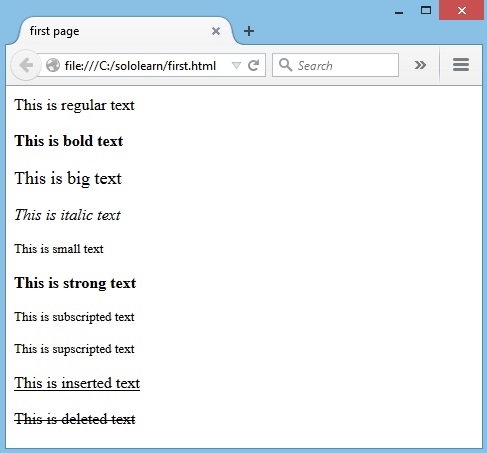 first page
file:///C:/sololearn/first.html
Search
This is regular text
This is bold text
This is big text
This is italic text
This is small text
This is strong text
This is subscripted text
This is supscripted text
This is inserted text
This is deleted text